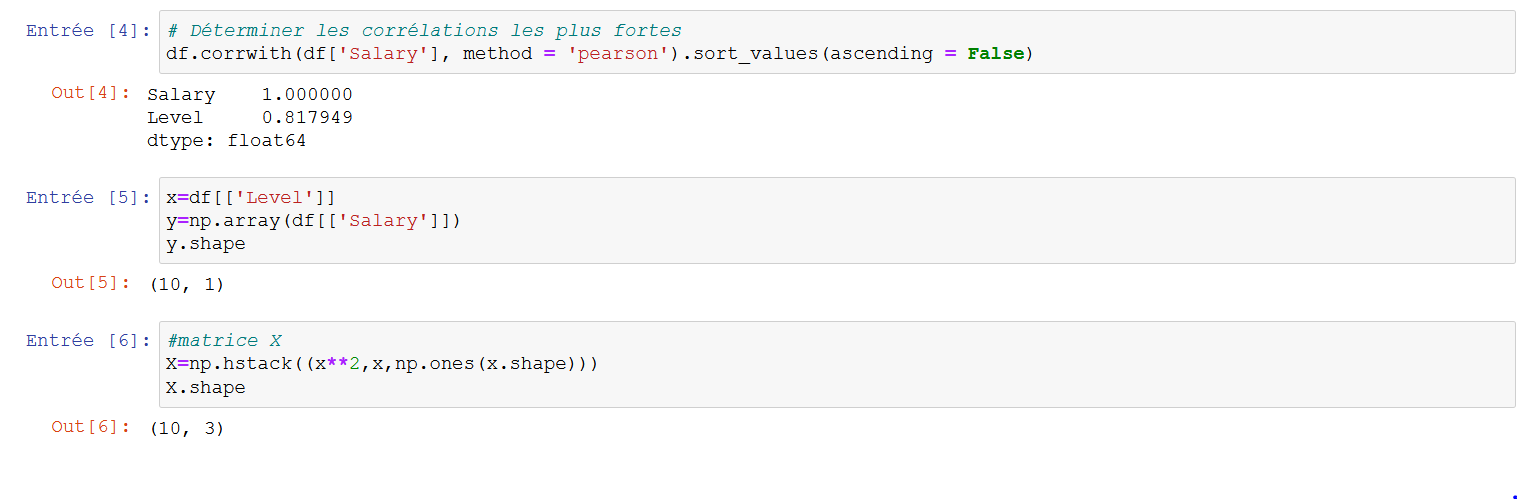 Entrée [4]: # Déterminer les corrélations les plus fortes
df.corrwith(df['Salary'], method = 'pearson').sort_values(ascending = False)
Out[4]: Salary    1.000000
Level     0.817949
dtype: float64
Entrée [5]: x=df[['Level']]
y=np.array(df[['Salary']])
y.shape
Out[5]: (10, 1)
Entrée [6]: #matrice X
X=np.hstack((x**2,x,np.ones(x.shape)))
X.shape
Out[6]: (10, 3)